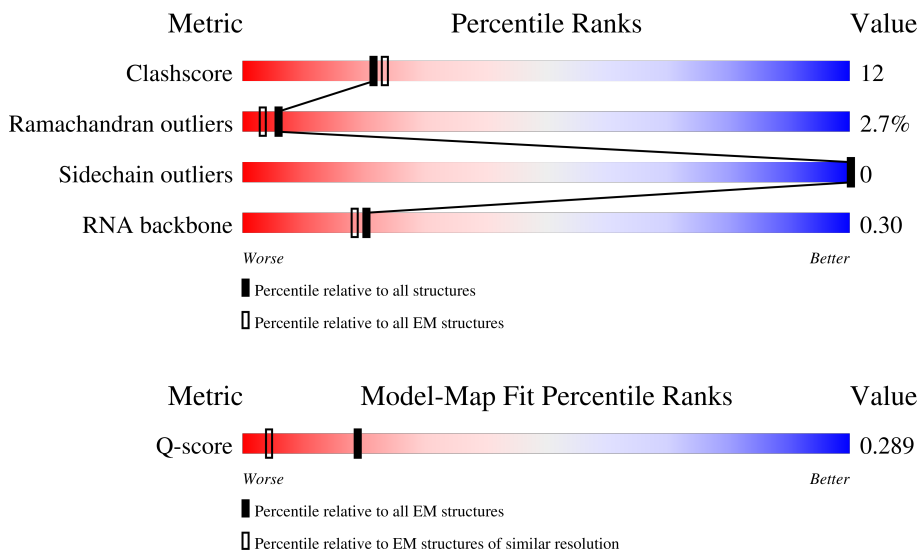 Metric Percentile Ranks Value
Clashscore 12
Ramachandran outliers 2.7%
Sidechain outliers 0
RNA backbone 0.30
Worse Better
Percentile relative to all structures
Percentile relative to all EM structures
Metric Model-Map Fit Percentile Ranks Value
Q-score 0.289
Worse Better
Percentile relative to all EM structures
Percentile relative to EM structures of similar resolution